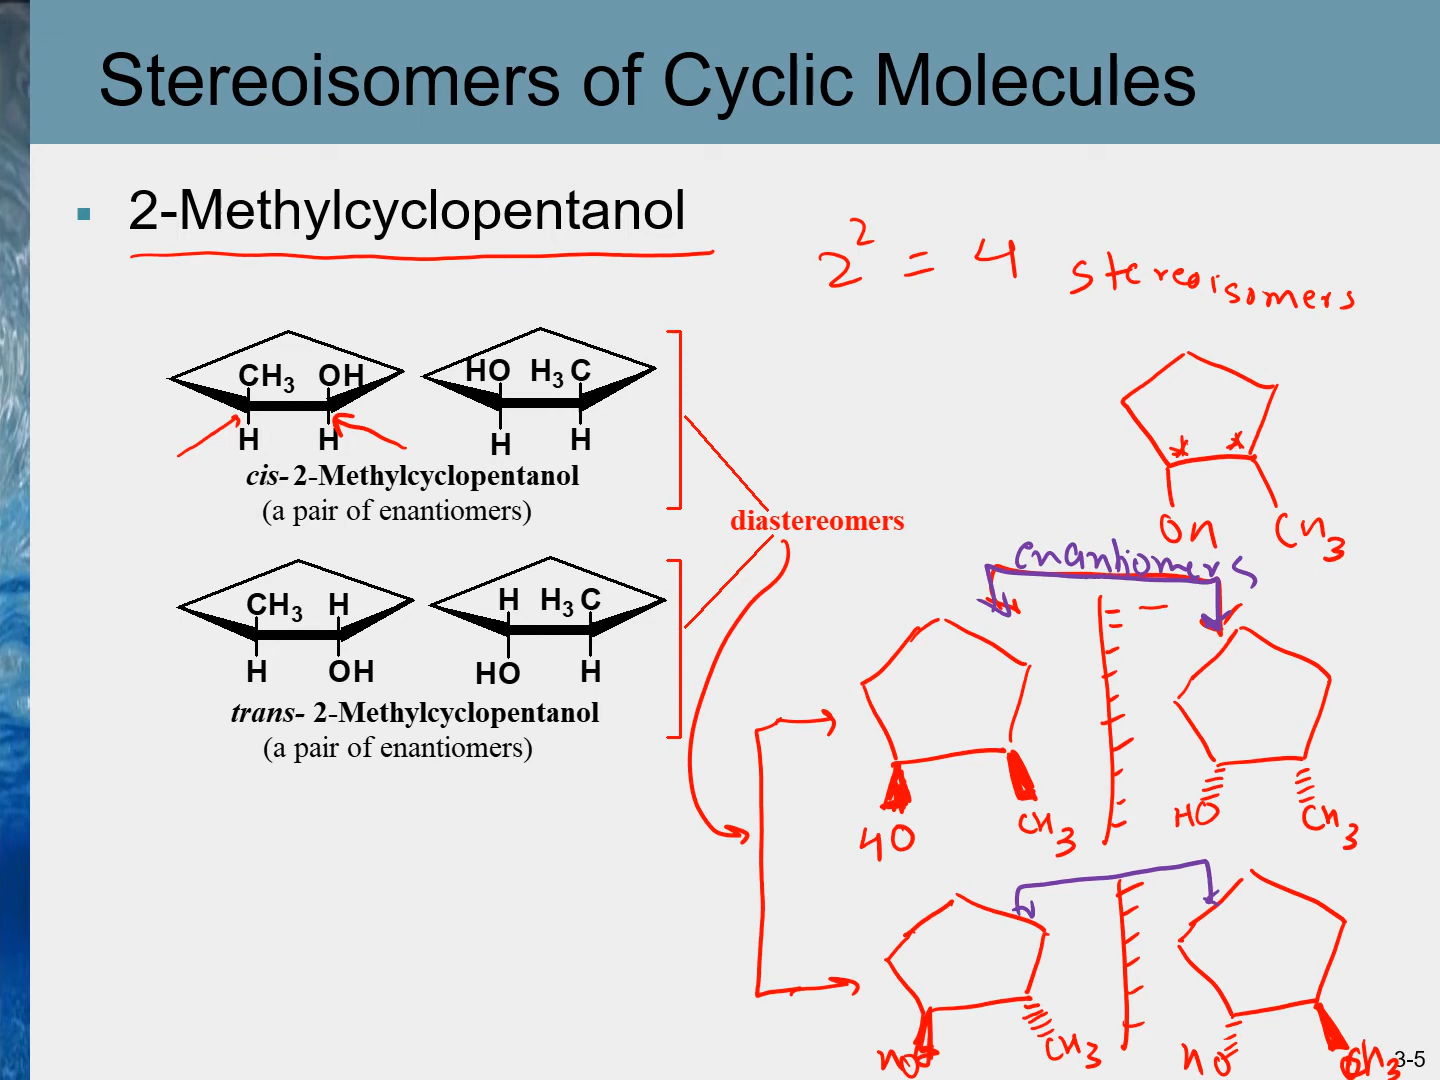 Stereoisomers of Cyclic Molecules
2-Methylcyclopentanol
2² = 4 stereoisomers
CH3 OH HO H3C
H H H H
cis- 2-Methylcyclopentanol
(a pair of enantiomers)
diastereomers
CH3 H H H3C
H OH HO H
trans- 2-Methylcyclopentanol
(a pair of enantiomers)
* *
OH CH3
enantiomers
HO CH3 HO CH3
HO CH3 HO CH3
3-5